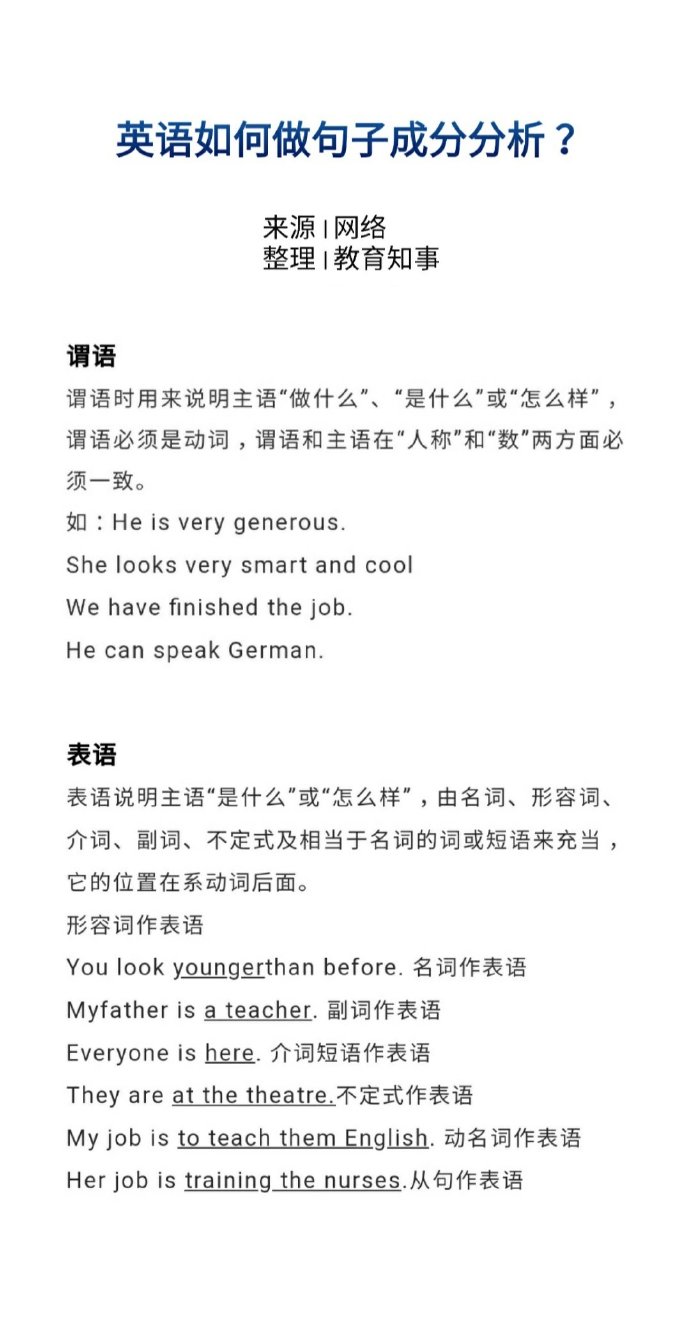 英语如何做句子成分分析？
来源 | 网络
整理 | 教育知事
谓语
谓语时用来说明主语“做什么”、“是什么”或“怎么样”，
谓语必须是动词，谓语和主语在“人称”和“数”两方面必
须一致。
如：He is very generous.
She looks very smart and cool
We have finished the job.
He can speak German.
表语
表语说明主语“是什么”或“怎么样”，由名词、形容词、
介词、副词、不定式及相当于名词的词或短语来充当，
它的位置在系动词后面。
形容词作表语
You look youngerthan before. 名词作表语
Myfather is a teacher. 副词作表语
Everyone is here. 介词短语作表语
They are at the theatre.不定式作表语
My job is to teach them English. 动名词作表语
Her job is training the nurses.从句作表语